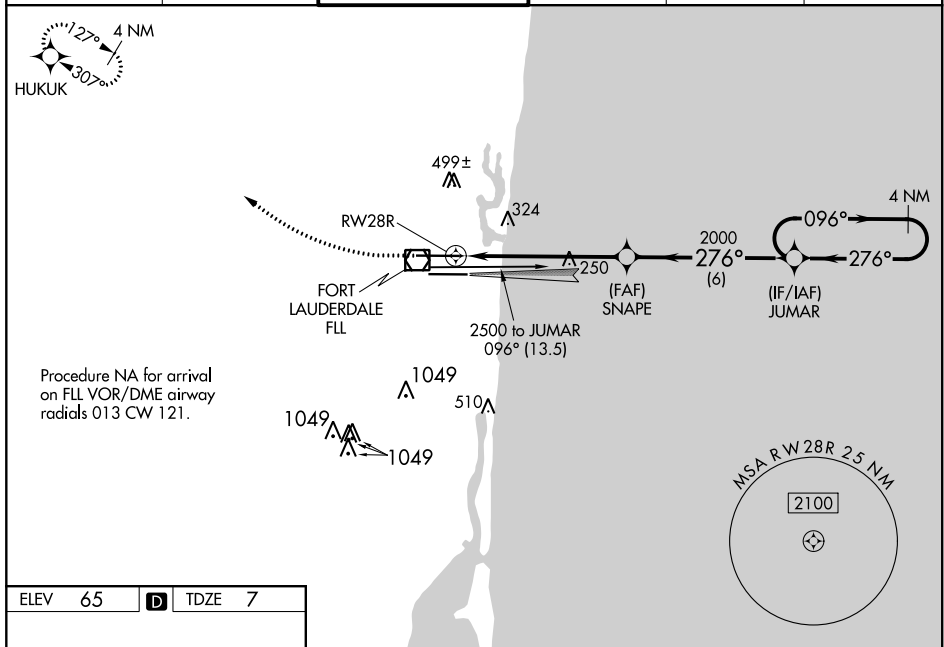 127°
4 NM
307°
HUKUK
499±
324
RW28R
4 NM
096°
2000
276°
(6)
276°
250
FORT
LAUDERDALE
FLL
(FAF)
SNAPE
(IF/IAF)
JUMAR
2500 to JUMAR
096° (13.5)
Procedure NA for arrival
on FLL VOR/DME airway
radials 013 CW 121.
1049
510
1049
1049
MSA RW28R 25 NM
2100
ELEV 65 D TDZE 7